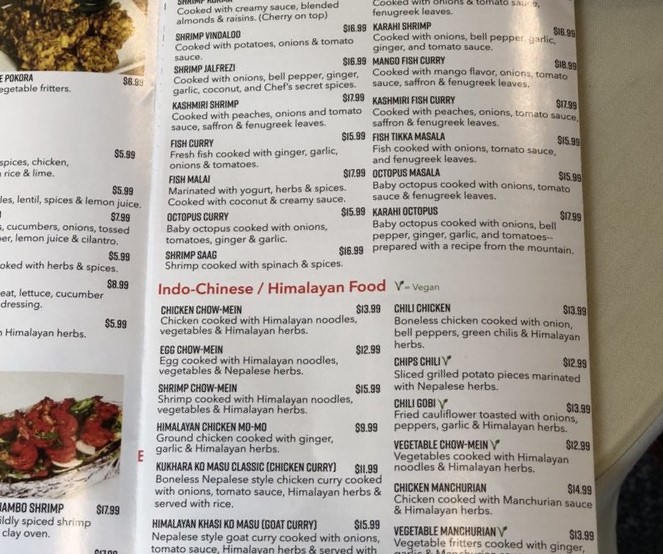 E POKORA
$6.99
egetable fritters.
$5.99
spices, chicken,
rice & lime.
$5.99
les, lentil, spices & lemon juice.
$7.99
s, cucumbers, onions, tossed
er, lemon juice & cilantro.
$5.99
oked with herbs & spices.
$8.99
eat, lettuce, cucumber
dressing.
$5.99
Himalayan herbs.
JAMBO SHRIMP $17.99
ildly spiced shrimp
clay oven.
Cooked with creamy sauce, blended
almonds & raisins. (Cherry on top)
SHRIMP VINDALOO $16.99
Cooked with potatoes, onions & tomato
sauce.
SHRIMP JALFREZI $16.99
Cooked with onions, bell pepper, ginger,
garlic, coconut, and Chef's secret spices.
KASHMIRI SHRIMP $17.99
Cooked with peaches, onions and tomato
sauce, saffron & fenugreek leaves.
FISH CURRY $15.99
Fresh fish cooked with ginger, garlic,
onions & tomatoes.
FISH MALAI $17.99
Marinated with yogurt, herbs & spices.
Cooked with coconut & creamy sauce.
OCTOPUS CURRY $15.99
Baby octopus cooked with onions,
tomatoes, ginger & garlic.
SHRIMP SAAG $16.99
Shrimp cooked with spinach & spices.
Cooked with onions & tomato sauce,
fenugreek leaves.
KARAHI SHRIMP $16.99
Cooked with onions, bell pepper, garlic,
ginger, and tomato sauce.
MANGO FISH CURRY $18.99
Cooked with mango flavor, onions, tomato
sauce, saffron & fenugreek leaves.
KASHMIRI FISH CURRY $17.99
Cooked with peaches, onions, tomato sauce,
saffron & fenugreek leaves.
FISH TIKKA MASALA $15.99
Fish cooked with onions, tomato sauce,
and fenugreek leaves.
OCTOPUS MASALA $15.99
Baby octopus cooked with onions, tomato
sauce & fenugreek leaves.
KARAHI OCTOPUS $17.99
Baby octopus cooked with onions, bell
pepper, ginger, garlic, and tomatoes--
prepared with a recipe from the mountain.
Indo-Chinese / Himalayan Food V – Vegan
CHICKEN CHOW-MEIN $13.99
Chicken cooked with Himalayan noodles,
vegetables & Himalayan herbs.
EGG CHOW-MEIN $12.99
Egg cooked with Himalayan noodles,
vegetables & Nepalese herbs.
SHRIMP CHOW-MEIN $15.99
Shrimp cooked with Himalayan noodles,
vegetables & Himalayan herbs.
HIMALAYAN CHICKEN MO-MO $9.99
Ground chicken cooked with ginger,
garlic & Himalayan herbs.
KUKHARA KO MASU CLASSIC (CHICKEN CURRY) $11.99
Boneless Nepalese style chicken curry cooked
with onions, tomato sauce, Himalayan herbs &
served with rice.
HIMALAYAN KHASI KO MASU (GOAT CURRY) $15.99
Nepalese style goat curry cooked with onions,
tomato sauce, Himalayan herbs & served with
CHILI CHICKEN $13.99
Boneless chicken cooked with onion,
bell peppers, green chilis & Himalayan
herbs.
CHIPS CHILI V $12.99
Sliced grilled potato pieces marinated
with Nepalese herbs.
CHILI GOBI V $13.99
Fried cauliflower toasted with onions,
peppers, garlic & Himalayan herbs.
VEGETABLE CHOW-MEIN V $12.99
Vegetables cooked with Himalayan
noodles & Himalayan herbs.
CHICKEN MANCHURIAN $14.99
Chicken cooked with Manchurian sauce
& Himalayan herbs.
VEGETABLE MANCHURIAN V $13.99
Vegetable fritters cooked with ginger,